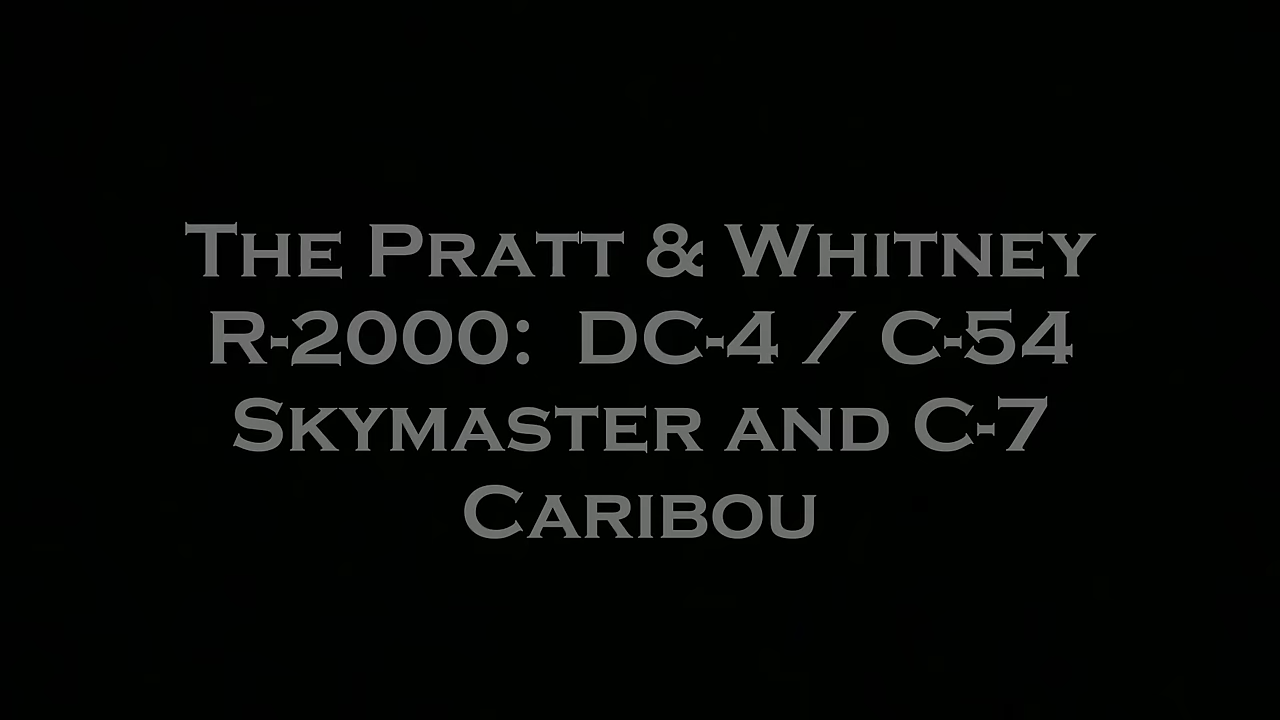 The Pratt & Whitney
R-2000:  DC-4 / C-54
Skymaster and C-7
Caribou